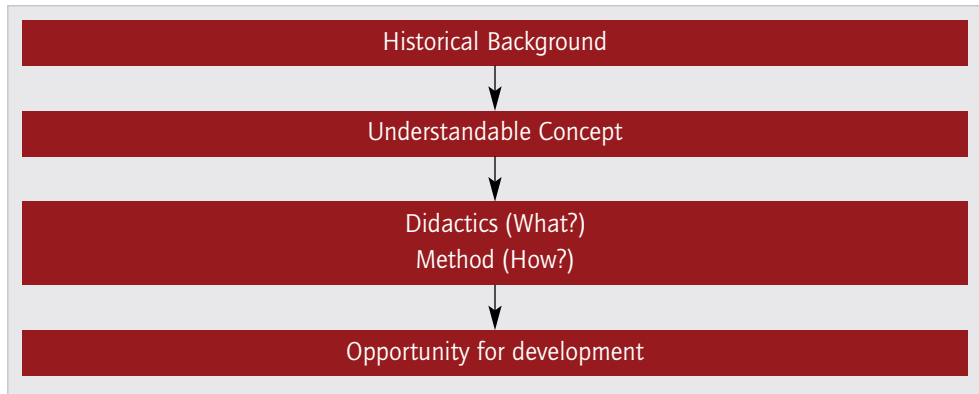 Historical Background
Understandable Concept
Didactics (What?)
Method (How?)
Opportunity for development